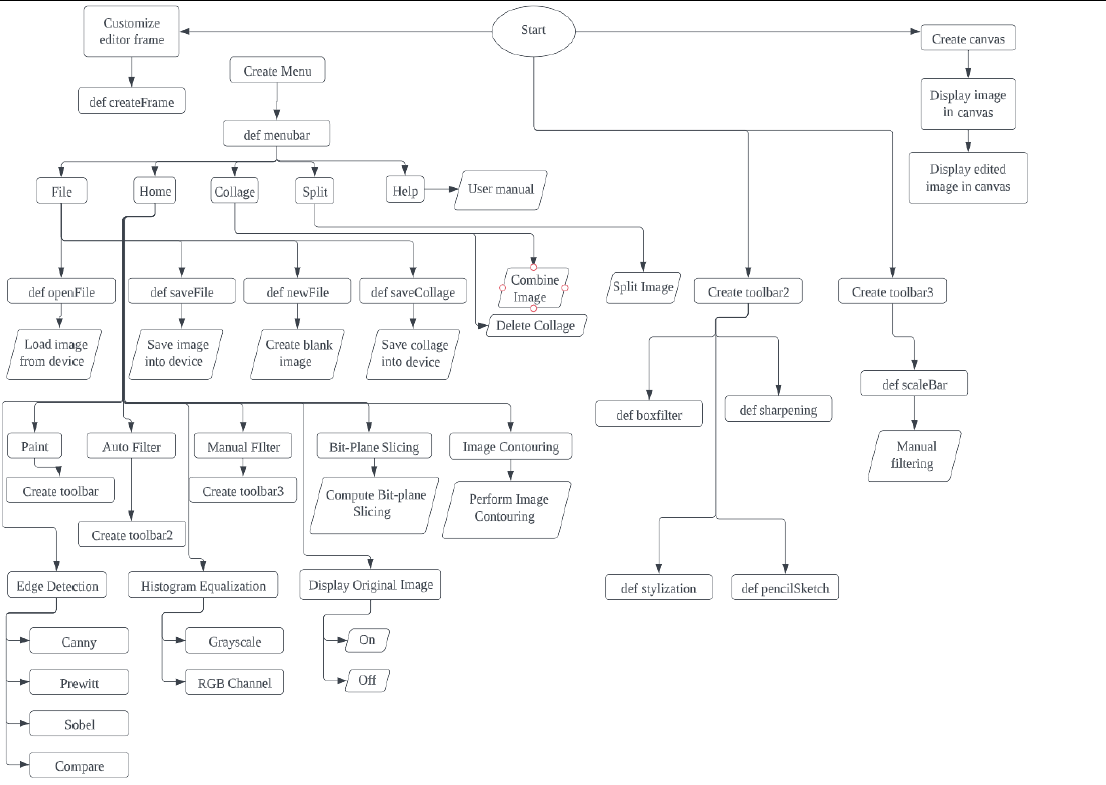 Customize
editor frame
Start
Create canvas
Create Menu
def createFrame
Display image
in canvas
def menubar
Display edited
image in canvas
File
Home
Collage
Split
Help
User manual
def openFile
def saveFile
def newFile
def saveCollage
Combine
Image
Split Image
Create toolbar2
Create toolbar3
Delete Collage
Load image
from device
Save image
into device
Create blank
image
Save collage
into device
def scaleBar
def boxfilter
def sharpening
Paint
Auto Filter
Manual FIlter
Bit-Plane Slicing
Image Contouring
Manual
filtering
Create toolbar
Create toolbar3
Compute Bit-plane
Slicing
Perform Image
Contouring
Create toolbar2
Edge Detection
Histogram Equalization
Display Original Image
def stylization
def pencilSketch
Canny
Grayscale
On
Prewitt
RGB Channel
Off
Sobel
Compare